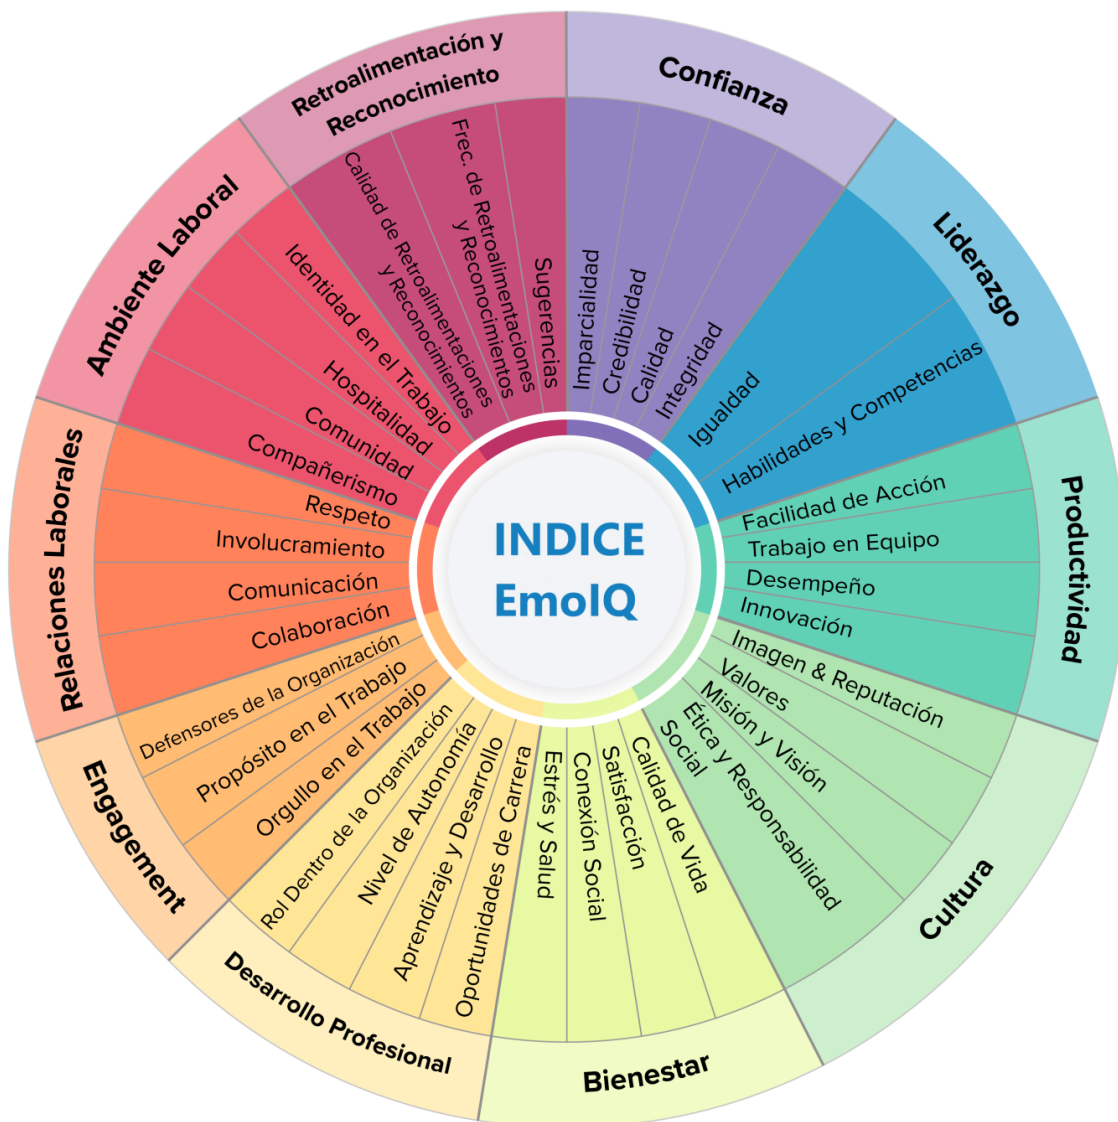 INDICE
EmoIQ
Confianza
Imparcialidad
Credibilidad
Calidad
Integridad
Liderazgo
Igualdad
Habilidades y Competencias
Productividad
Facilidad de Acción
Trabajo en Equipo
Desempeño
Innovación
Cultura
Imagen & Reputación
Valores
Misión y Visión
Ética y Responsabilidad
Social
Bienestar
Calidad de Vida
Satisfacción
Conexión Social
Estrés y Salud
Desarrollo Profesional
Oportunidades de Carrera
Aprendizaje y Desarrollo
Nivel de Autonomía
Rol Dentro de la Organización
Engagement
Orgullo en el Trabajo
Propósito en el Trabajo
Defensores de la Organización
Relaciones Laborales
Colaboración
Comunicación
Involucramiento
Respeto
Ambiente Laboral
Compañerismo
Comunidad
Hospitalidad
Identidad en el Trabajo
Retroalimentación y
Reconocimiento
Calidad de Retroalimentaciones
y Reconocimientos
Frec. de Retroalimentaciones
y Reconocimientos
Sugerencias